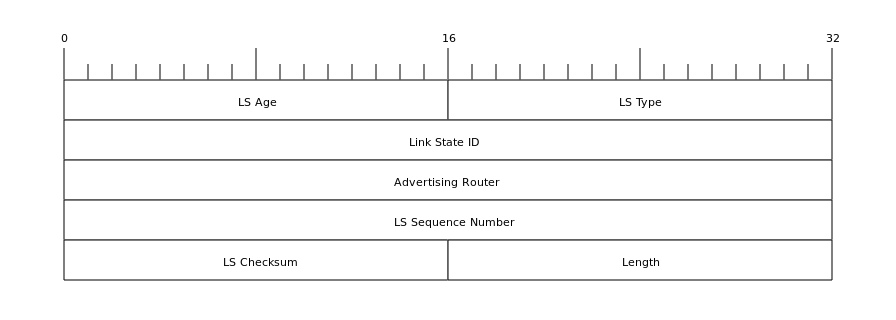 0 16 32
LS Age LS Type
Link State ID
Advertising Router
LS Sequence Number
LS Checksum Length